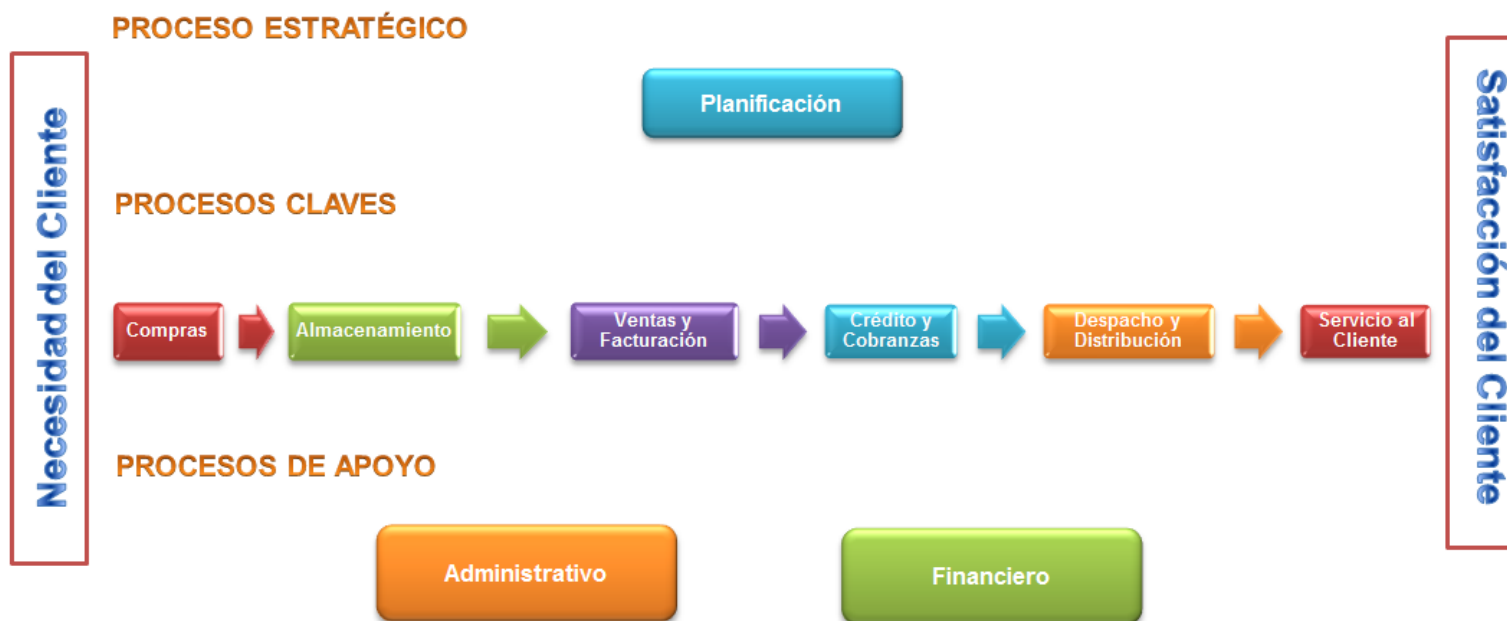 PROCESO ESTRATÉGICO
Planificación
Necesidad del Cliente
PROCESOS CLAVES
Compras
Almacenamiento
Ventas y
Facturación
Crédito y
Cobranzas
Despacho y
Distribución
Servicio al
Cliente
PROCESOS DE APOYO
Administrativo
Financiero
Satisfacción del Cliente